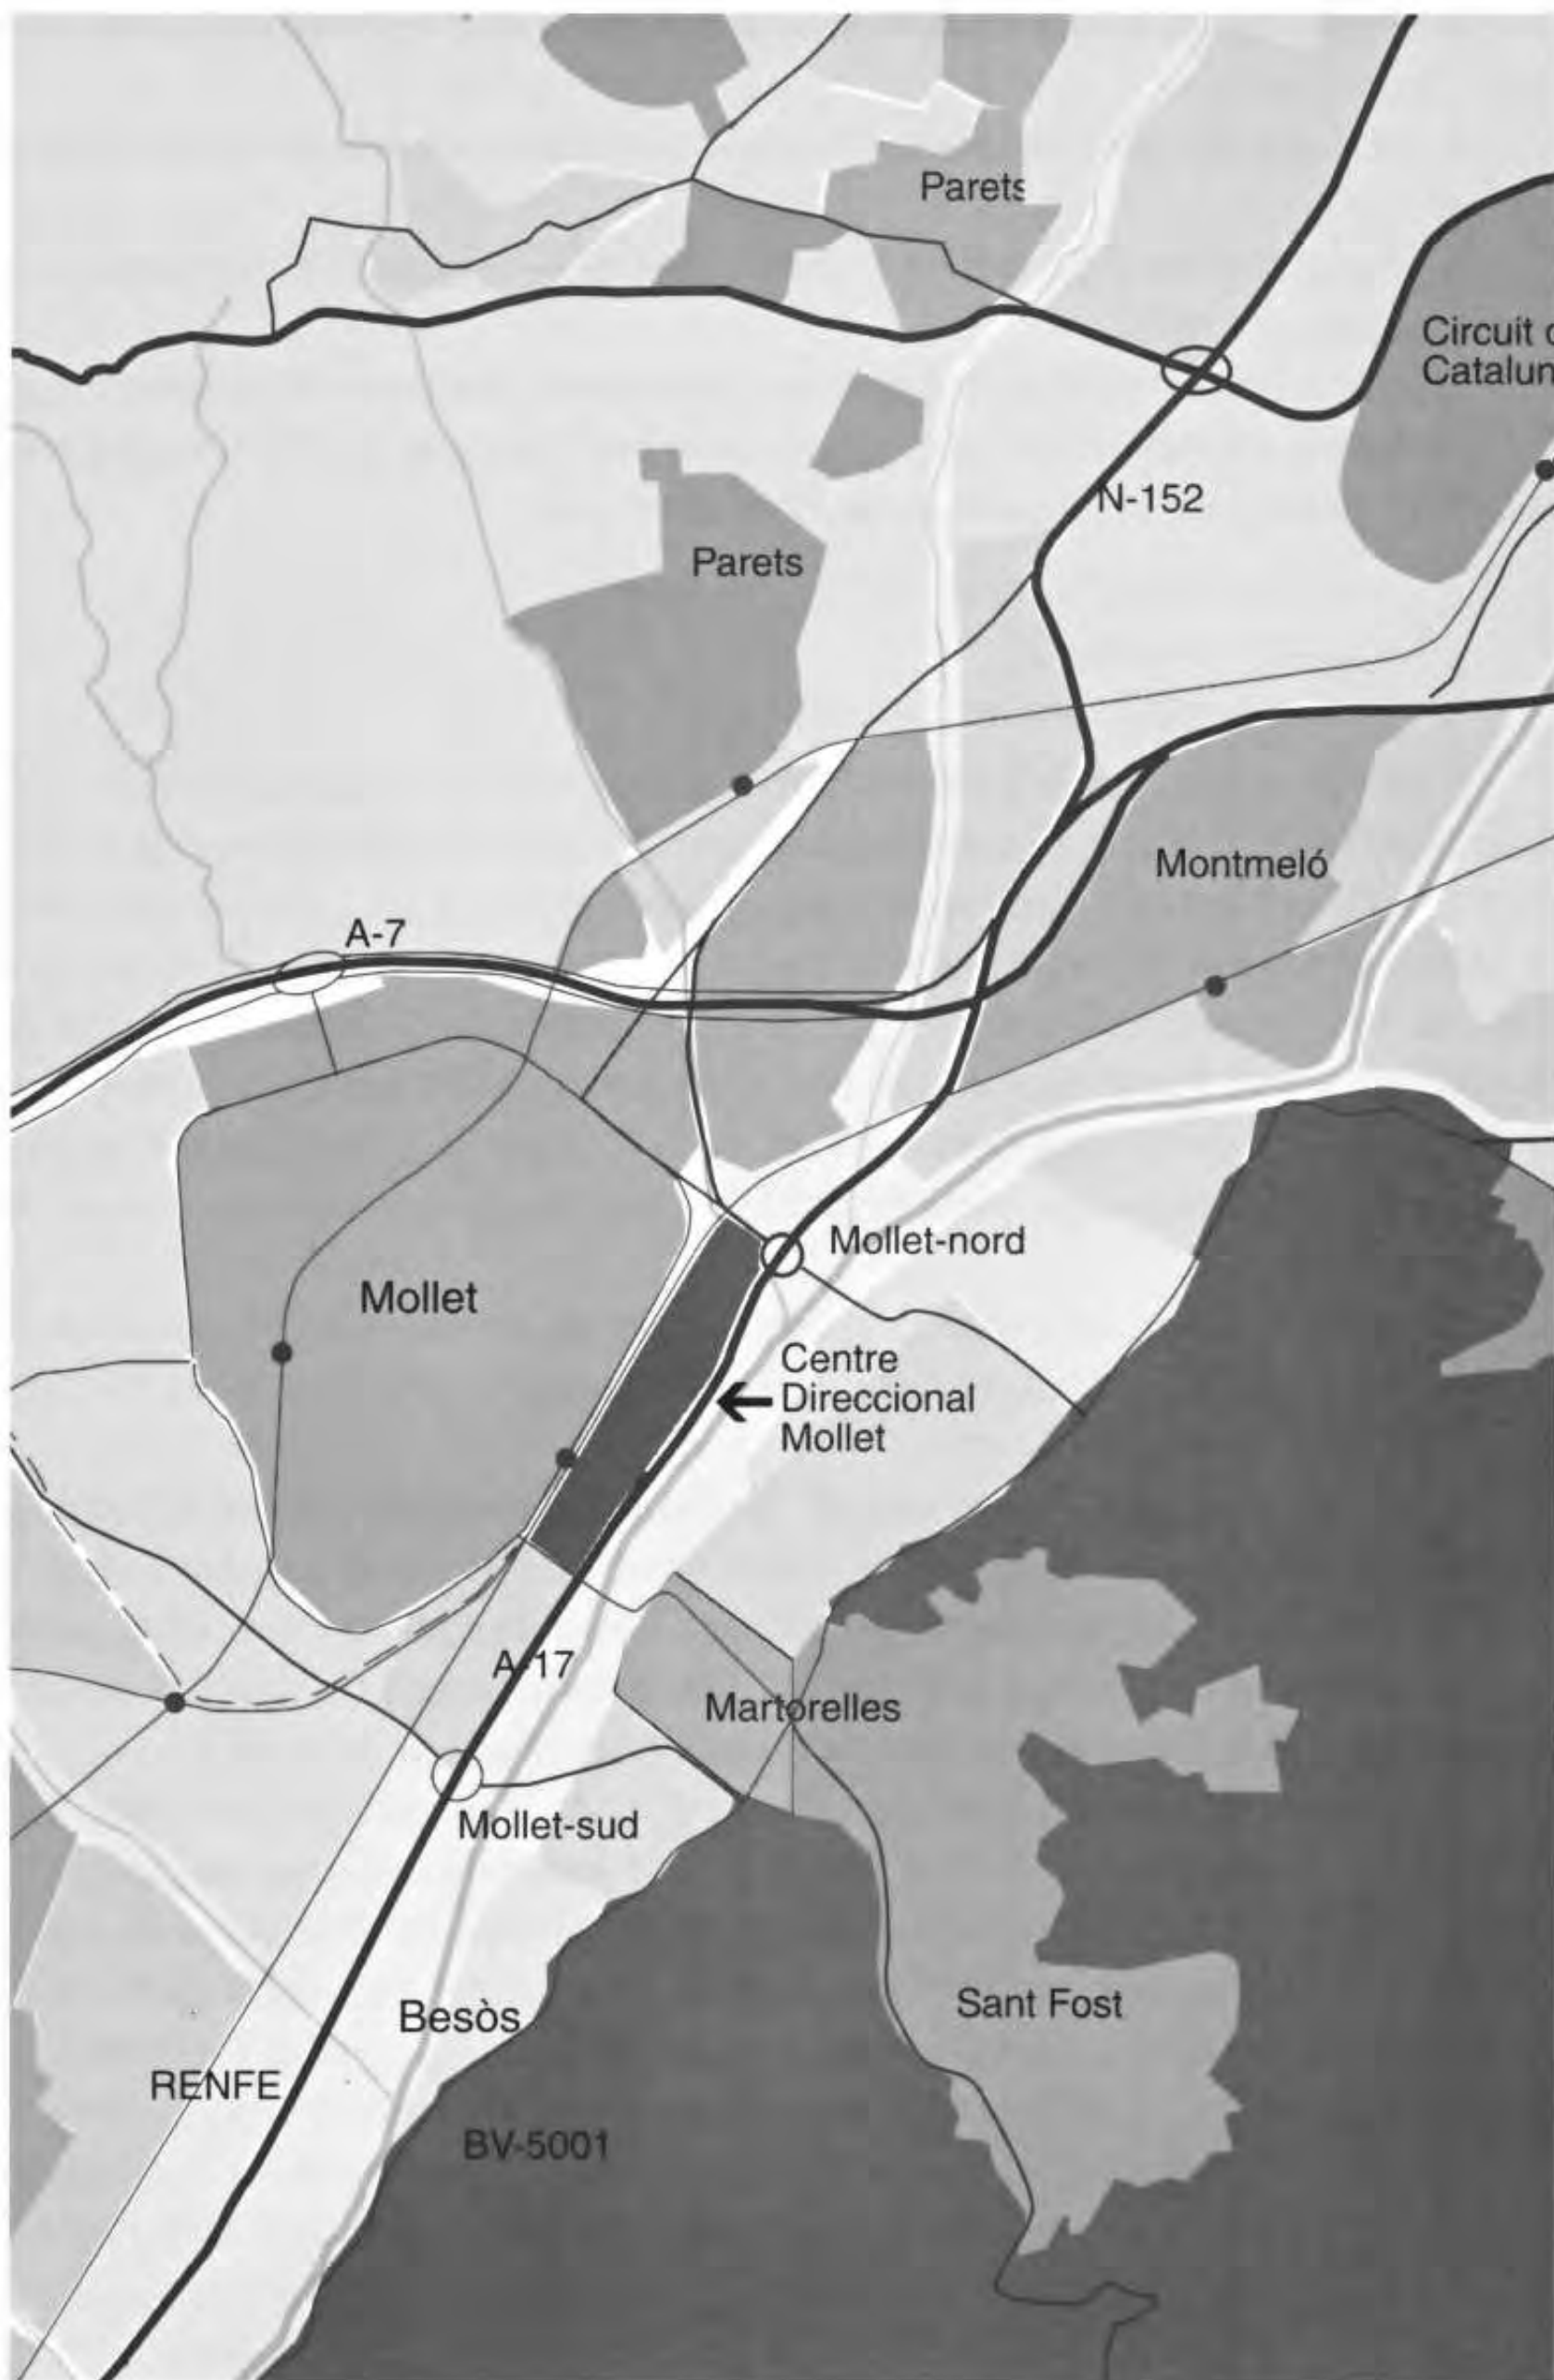 Parets
Circuit
Catalun
N-152
Parets
Montmeló
A-7
Mollet-nord
Mollet
Centre
Direccional
Mollet
A-17
Martorelles
Mollet-sud
Sant Fost
Besòs
RENFE
BV-5001